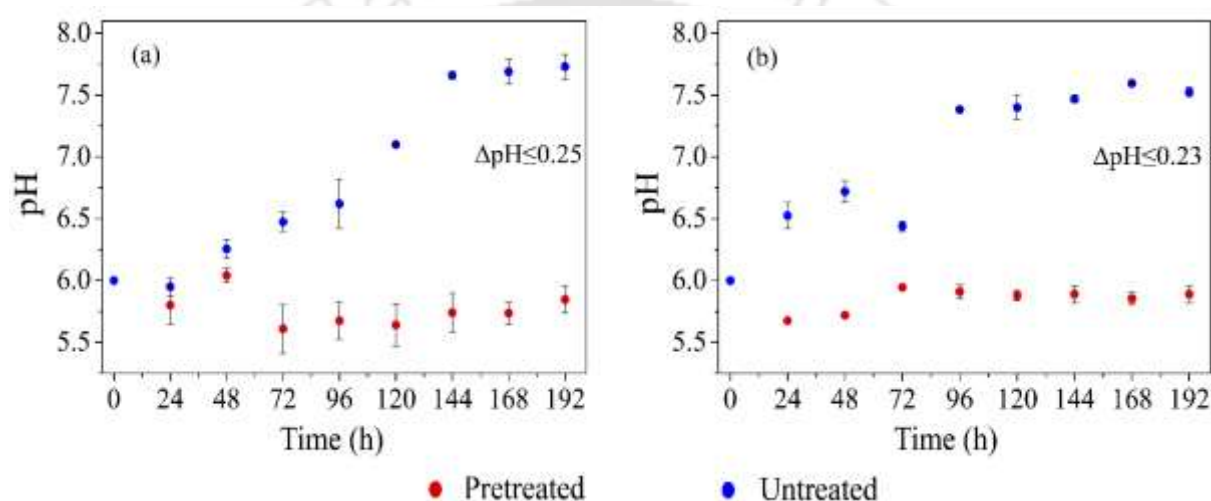 (a)
8.0
7.5
7.0
6.5
6.0
5.5
pH
ΔpH≤0.25
0 24 48 72 96 120 144 168 192
Time (h)
(b)
8.0
7.5
7.0
6.5
6.0
5.5
pH
ΔpH≤0.23
0 24 48 72 96 120 144 168 192
Time (h)
Pretreated
Untreated